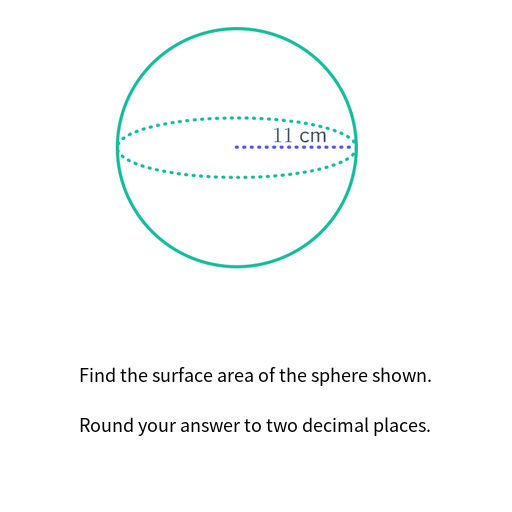 11 cm
Find the surface area of the sphere shown.
Round your answer to two decimal places.